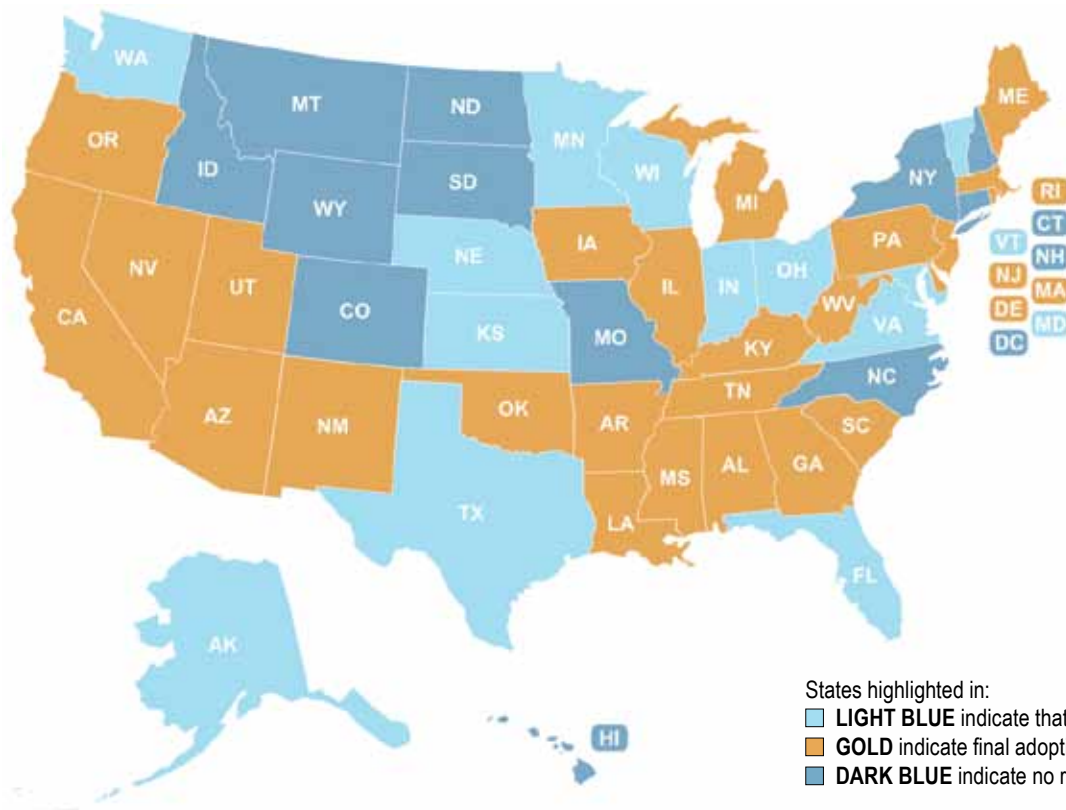 WA
MT
ND
MN
ME
OR
ID
SD
WI
NY
WY
MI
RI
CT
VT
NH
NJ
MA
DE
MD
DC
NV
UT
NE
IA
PA
CA
CO
KS
IL
IN
OH
WV
VA
MO
KY
NC
AZ
NM
OK
AR
TN
SC
TX
LA
MS
AL
GA
FL
AK
HI
States highlighted in:
LIGHT BLUE indicate that
GOLD indicate final adopt
DARK BLUE indicate no